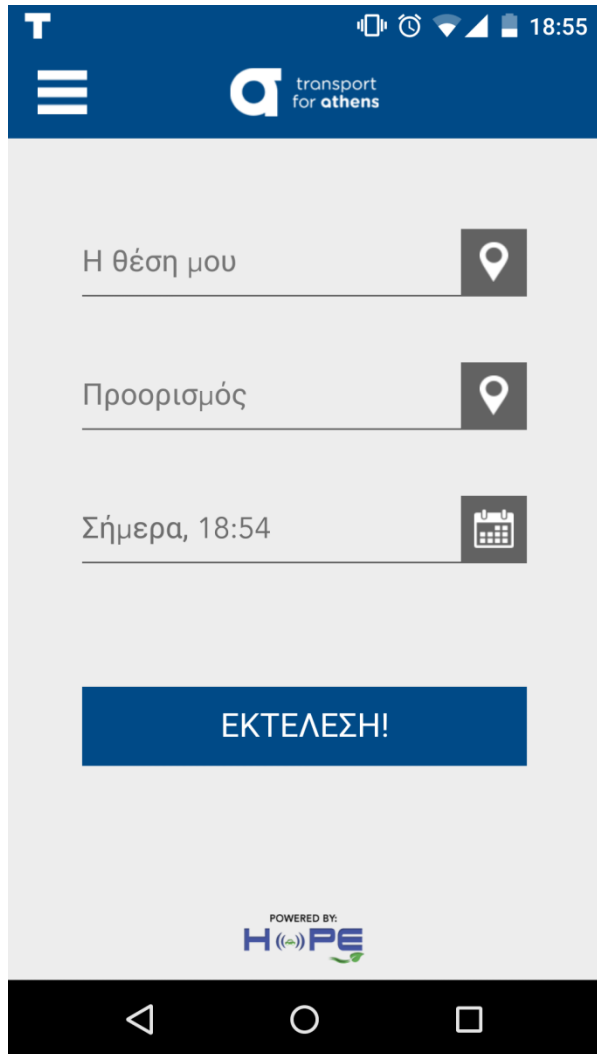 T
18:55
transport
for athens
Η θέση μου
Προορισμός
Σήμερα, 18:54
ΕΚΤΕΛΕΣΗ!
POWERED BY:
HOPE